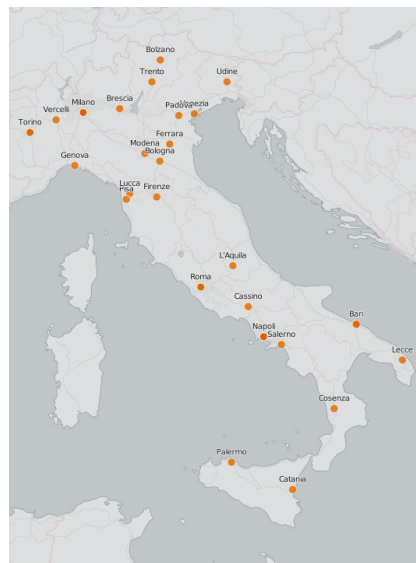 Bolzano
Trento
Udine
Brescia
Milano
Padova
Venezia
Vercelli
Torino
Ferrara
Modena
Bologna
Genova
Lucca
Pisa
Firenze
L'Aquila
Roma
Cassino
Bari
Napoli
Salerno
Lecce
Cosenza
Palermo
Catania